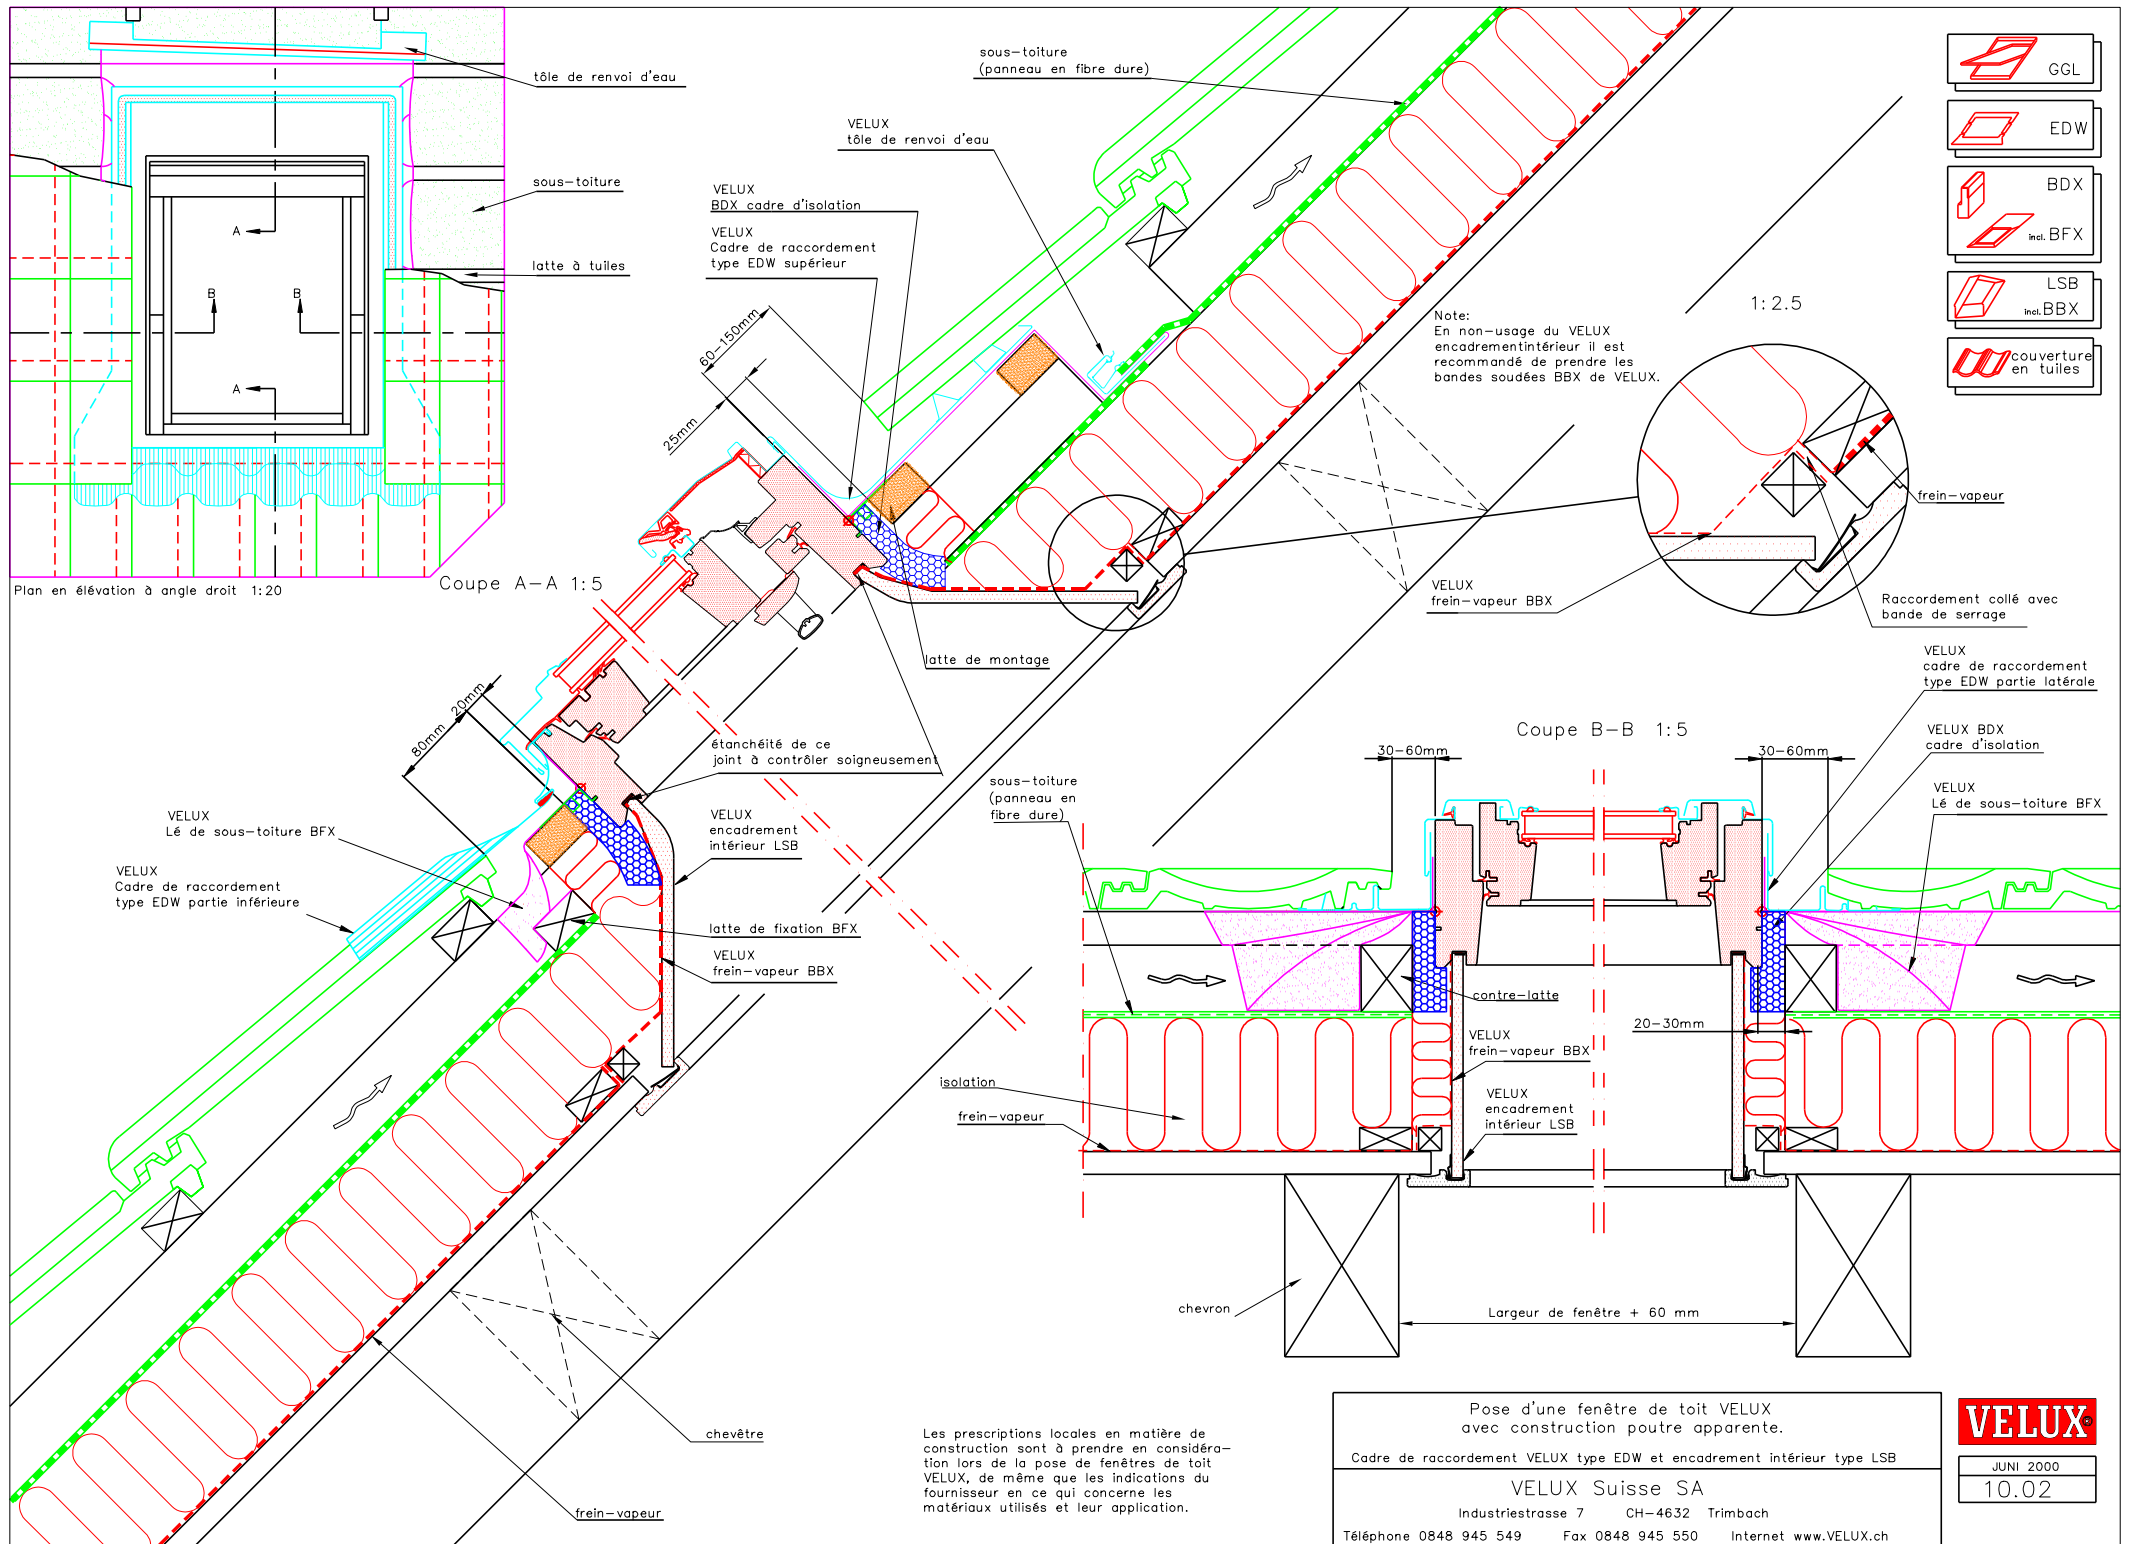 tôle de renvoi d'eau
sous-toiture
latte à tuiles
A
B
B
A
Plan en élévation à angle droit 1:20
Coupe A-A 1:5
sous-toiture
(panneau en fibre dure)
VELUX
tôle de renvoi d'eau
VELUX
BDX cadre d'isolation
VELUX
Cadre de raccordement
type EDW supérieur
60-150mm
25mm
Note:
En non-usage du VELUX
encadrementintérieur il est
recommandé de prendre les
bandes soudées BBX de VELUX.
1:2.5
GGL
EDW
BDX
incl. BFX
LSB
incl. BBX
couverture
en tuiles
frein-vapeur
VELUX
frein-vapeur BBX
Raccordement collé avec
bande de serrage
latte de montage
20mm
80mm
étanchéité de ce
joint à contrôler soigneusement
VELUX
Lé de sous-toiture BFX
VELUX
Cadre de raccordement
type EDW partie inférieure
VELUX
encadrement
intérieur LSB
latte de fixation BFX
VELUX
frein-vapeur BBX
chevêtre
frein-vapeur
Coupe B-B 1:5
VELUX
cadre de raccordement
type EDW partie latérale
VELUX BDX
cadre d'isolation
VELUX
Lé de sous-toiture BFX
30-60mm
30-60mm
sous-toiture
(panneau en
fibre dure)
contre-latte
20-30mm
VELUX
frein-vapeur BBX
isolation
frein-vapeur
VELUX
encadrement
intérieur LSB
chevron
Largeur de fenêtre + 60 mm
Les prescriptions locales en matière de
construction sont à prendre en considéra-
tion lors de la pose de fenêtres de toit
VELUX, de même que les indications du
fournisseur en ce qui concerne les
matériaux utilisés et leur application.
Pose d'une fenêtre de toit VELUX
avec construction poutre apparente.
Cadre de raccordement VELUX type EDW et encadrement intérieur type LSB
VELUX Suisse SA
Industriestrasse 7 CH-4632 Trimbach
Téléphone 0848 945 549 Fax 0848 945 550 Internet www.VELUX.ch
VELUX®
JUNI 2000
10.02